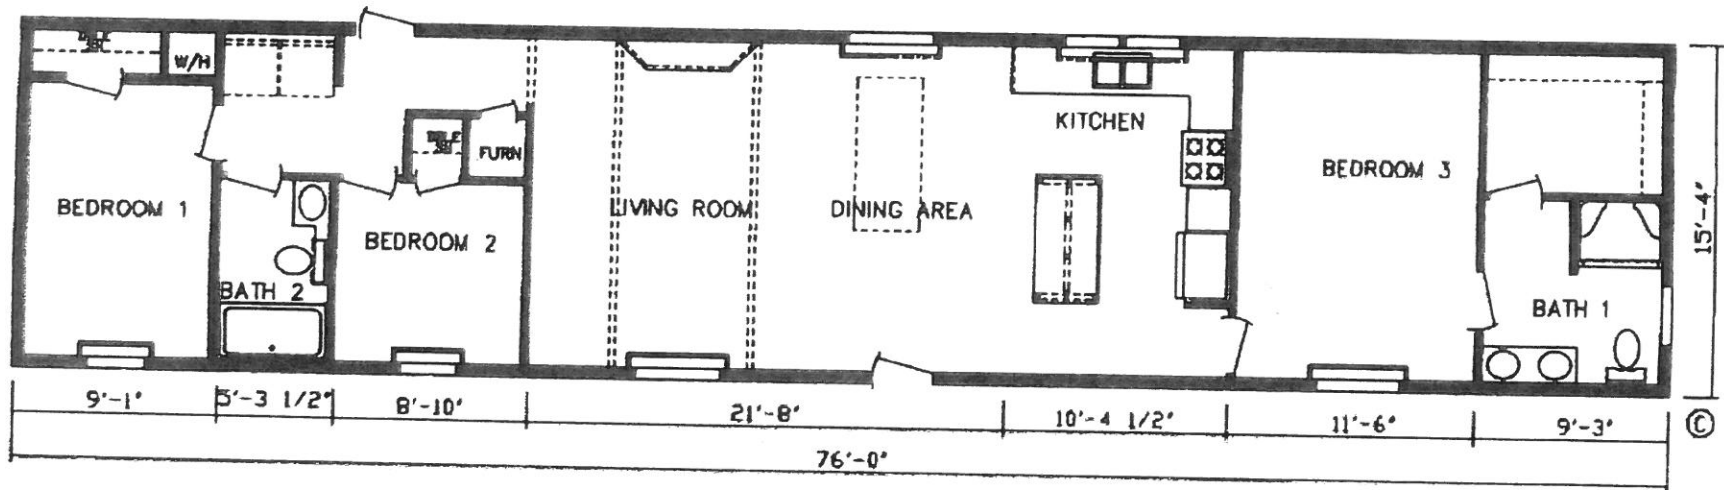 W/H
FURN
KITCHEN
BEDROOM 3
BEDROOM 1
LIVING ROOM
DINING AREA
BEDROOM 2
BATH 2
BATH 1
15'-4"
9'-1"
5'-3 1/2"
8'-10"
21'-8"
10'-4 1/2"
11'-6"
9'-3"
©
76'-0"